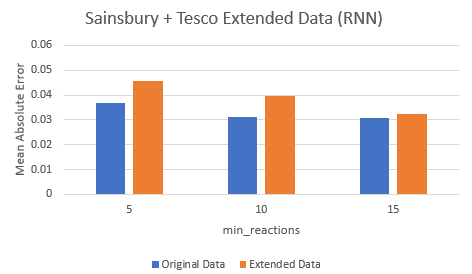 Sainsbury + Tesco Extended Data (RNN)
0.06
0.05
0.04
0.03
0.02
0.01
0
Mean Absolute Error
5 10 15
min_reactions
Original Data Extended Data